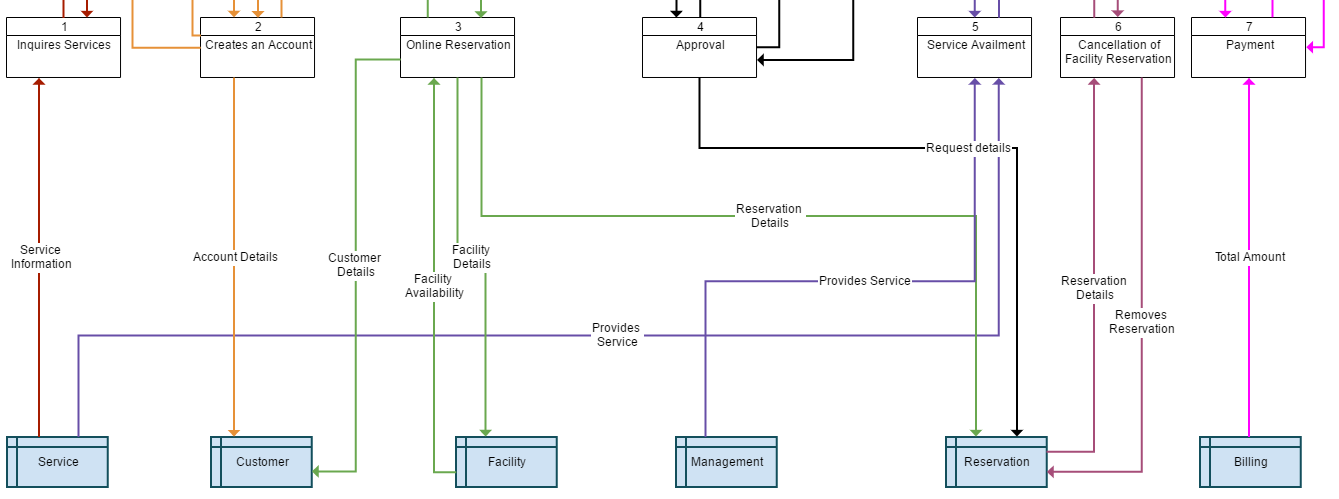 1
Inquires Services
2
Creates an Account
3
Online Reservation
4
Approval
5
Service Availment
6
Cancellation of
Facility Reservation
7
Payment
Request details
Reservation
Details
Service
Information
Account Details
Customer
Details
Facility
Details
Facility
Availability
Provides Service
Reservation
Details
Total Amount
Removes
Reservation
Provides
Service
Service
Customer
Facility
Management
Reservation
Billing